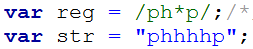 var reg = /ph*p/;/*
var str = "phhhhp";